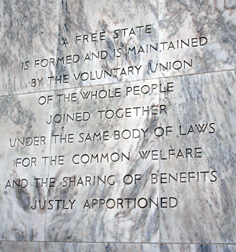 A FREE STATE
IS FORMED AND IS MAINTAINED
BY THE VOLUNTARY UNION
OF THE WHOLE PEOPLE
JOINED TOGETHER
UNDER THE SAME BODY OF LAWS
FOR THE COMMON WELFARE
AND THE SHARING OF BENEFITS
JUSTLY APPORTIONED